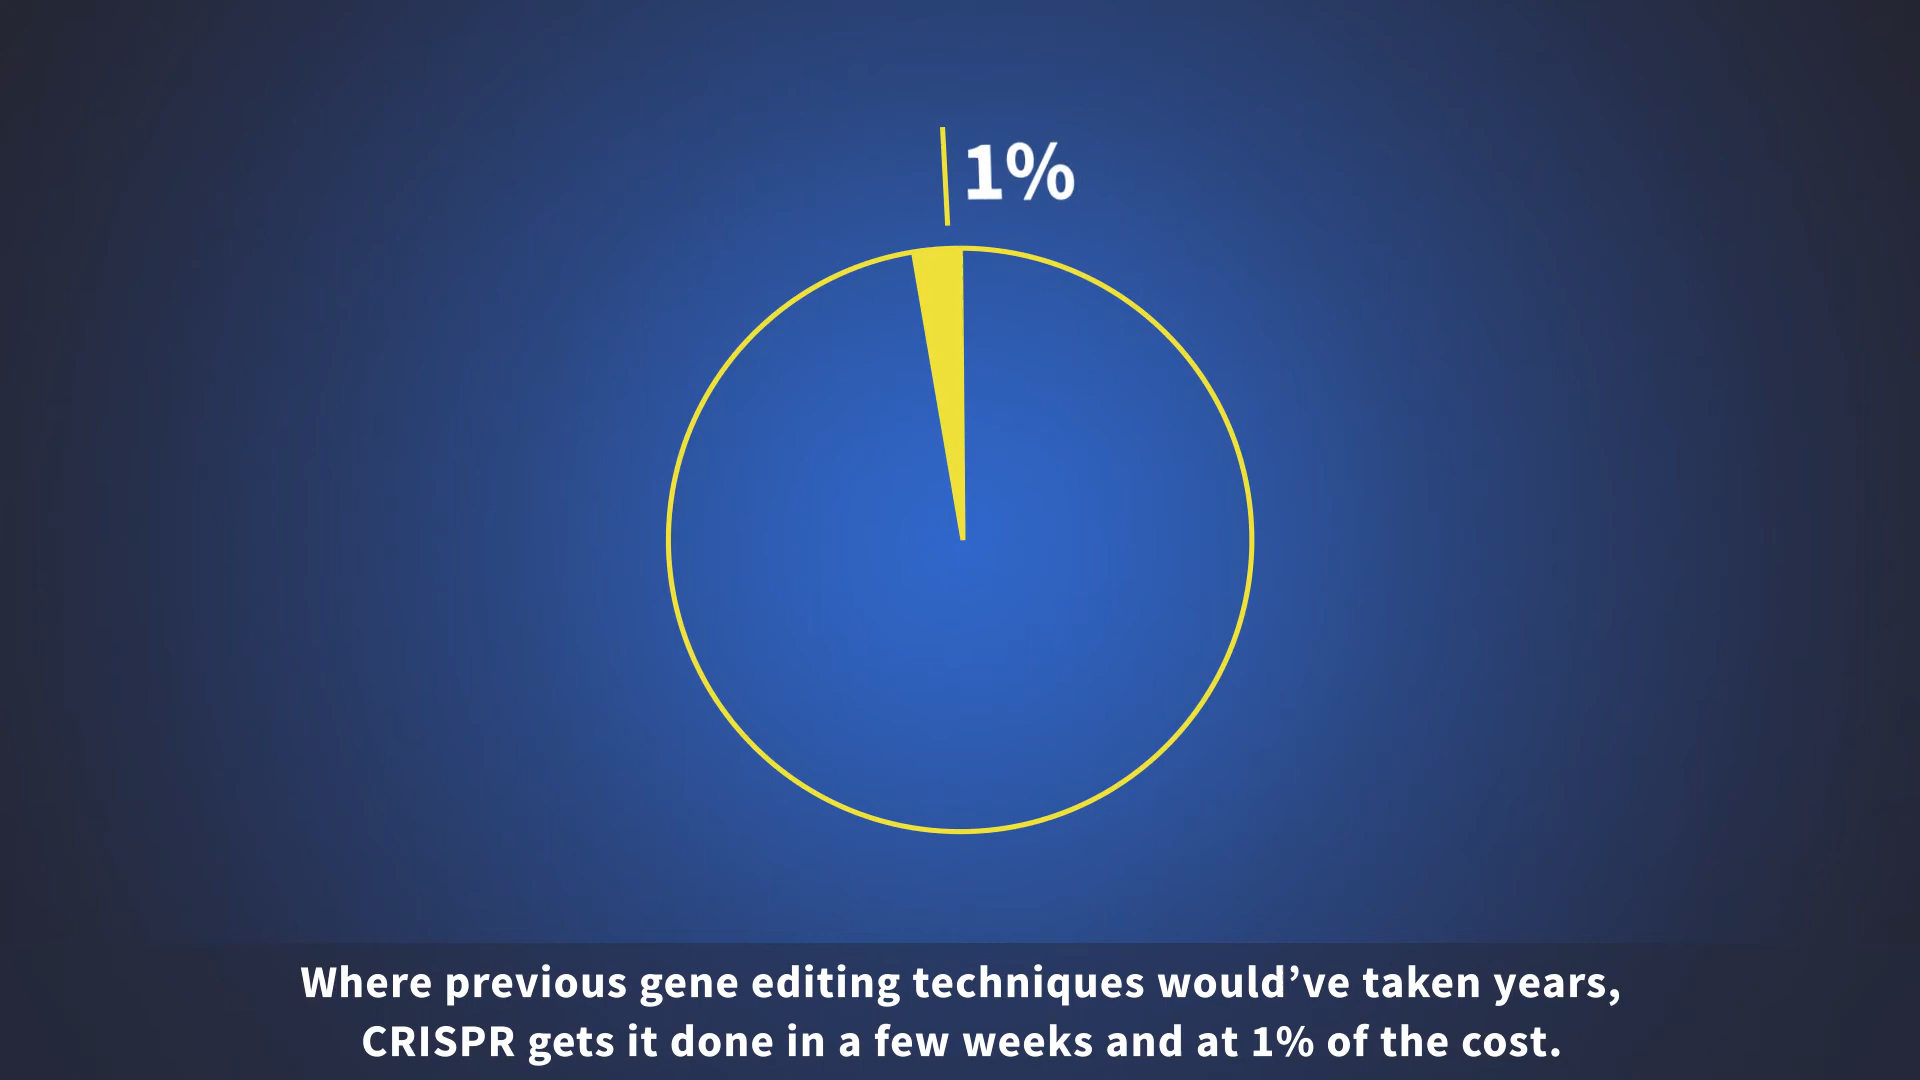 1%
Where previous gene editing techniques would’ve taken years,
CRISPR gets it done in a few weeks and at 1% of the cost.